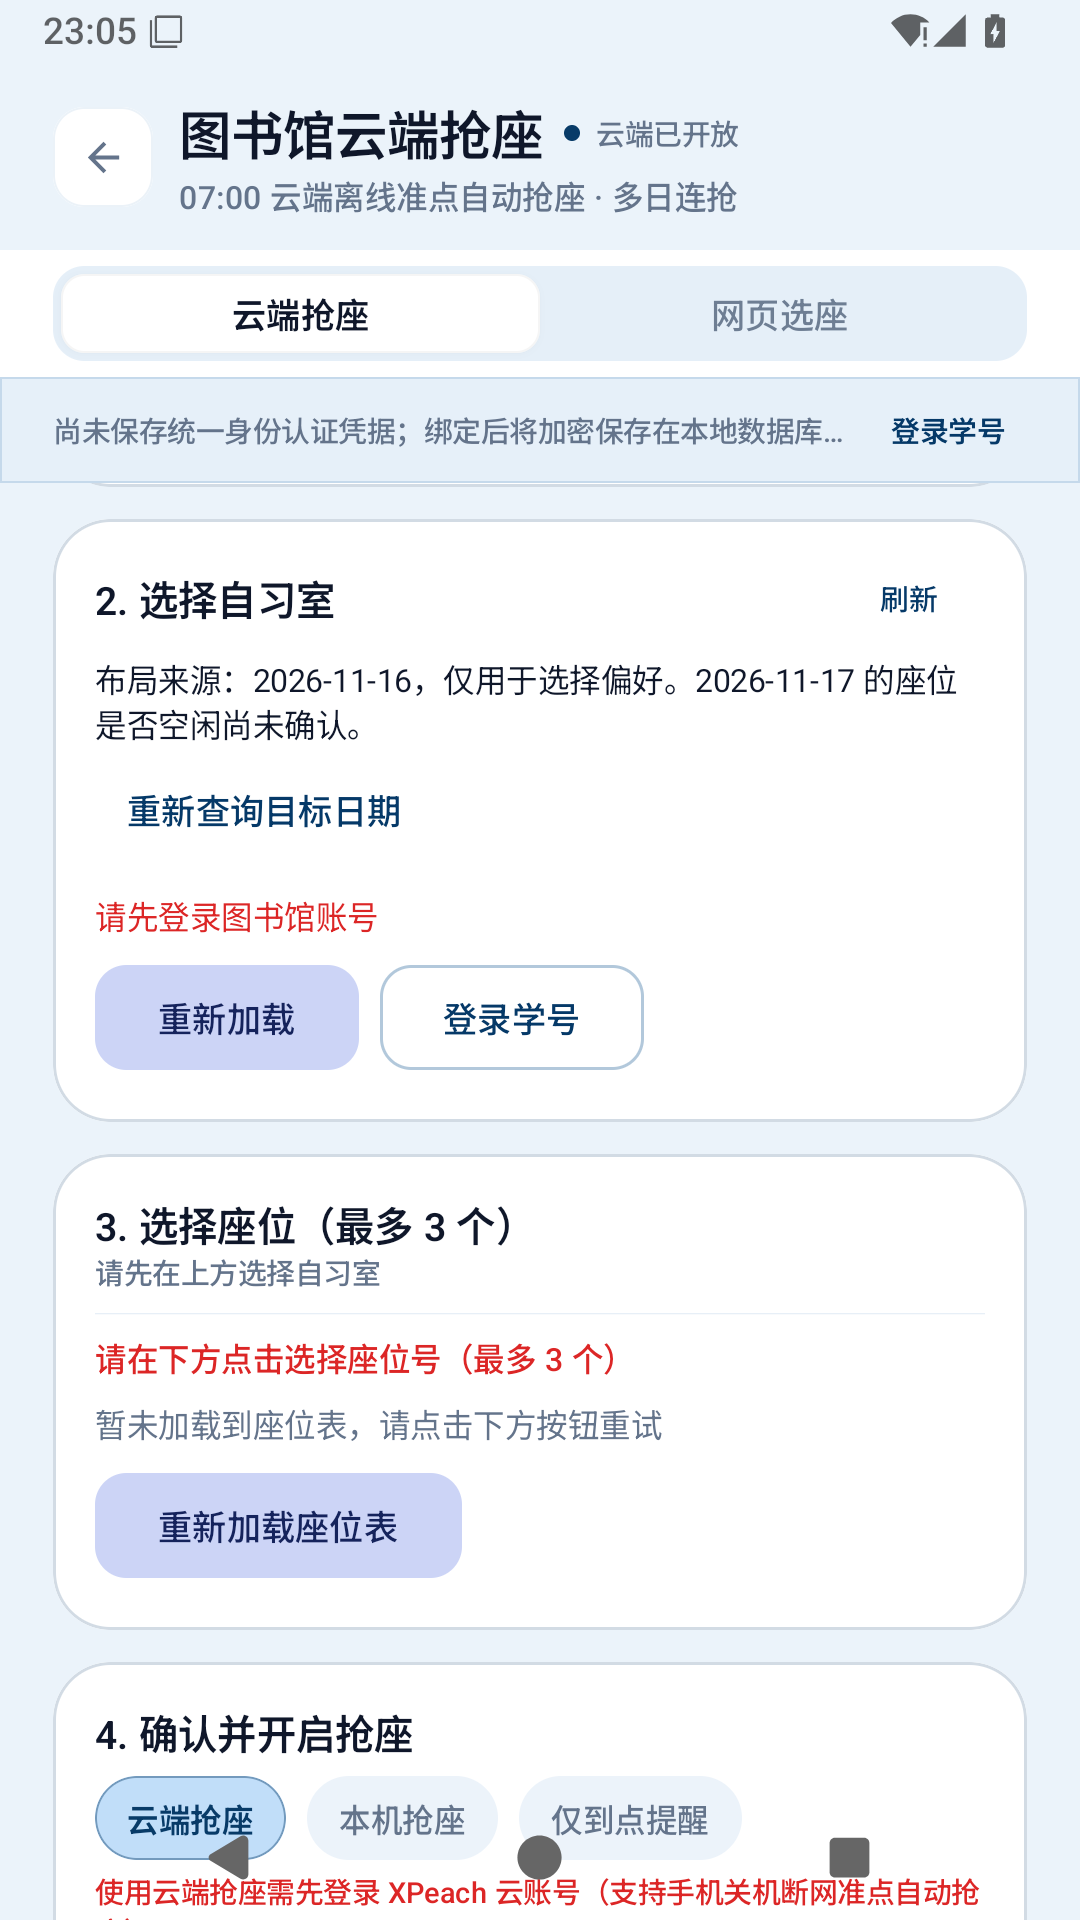 23:05
图书馆云端抢座 云端已开放
07:00 云端离线准点自动抢座 · 多日连抢
云端抢座 网页选座
尚未保存统一身份认证凭据；绑定后将加密保存在本地数据库... 登录学号
2. 选择自习室 刷新
布局来源：2026-11-16，仅用于选择偏好。2026-11-17 的座位
是否空闲尚未确认。
重新查询目标日期
请先登录图书馆账号
重新加载 登录学号
3. 选择座位（最多 3 个）
请先在上方选择自习室
请在下方点击选择座位号（最多 3 个）
暂未加载到座位表，请点击下方按钮重试
重新加载座位表
4. 确认并开启抢座
云端抢座 本机抢座 仅到点提醒
使用云端抢座需先登录 XPeach 云账号（支持手机关机断网准点自动抢